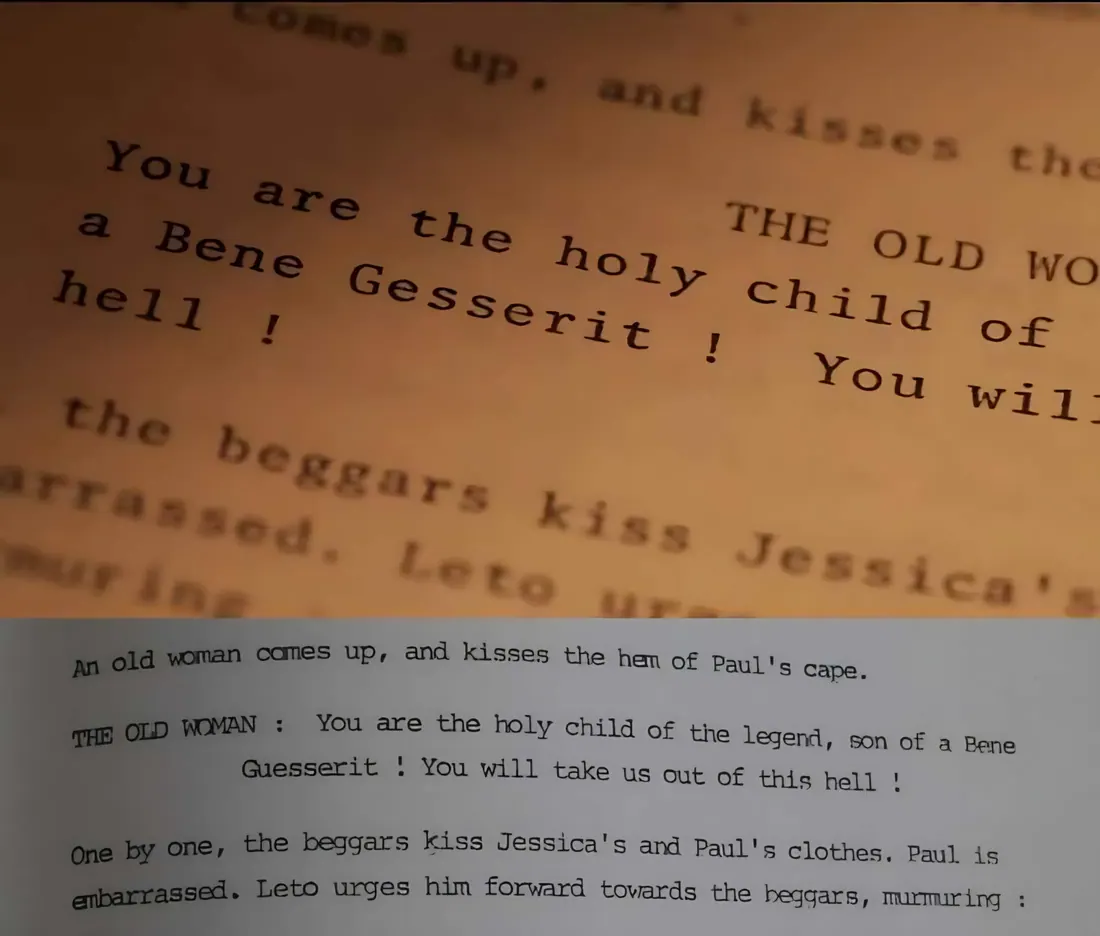 comes up, and kisses the
THE OLD WO
You are the holy child of
a Bene Gesserit ! You will
hell !
the beggars kiss Jessica's
arrassed. Leto
muring
An old woman comes up, and kisses the hem of Paul's cape.
THE OLD WOMAN : You are the holy child of the legend, son of a Bene
Guesserit ! You will take us out of this hell !
One by one, the beggars kiss Jessica's and Paul's clothes. Paul is
embarrassed. Leto urges him forward towards the beggars, murmuring :